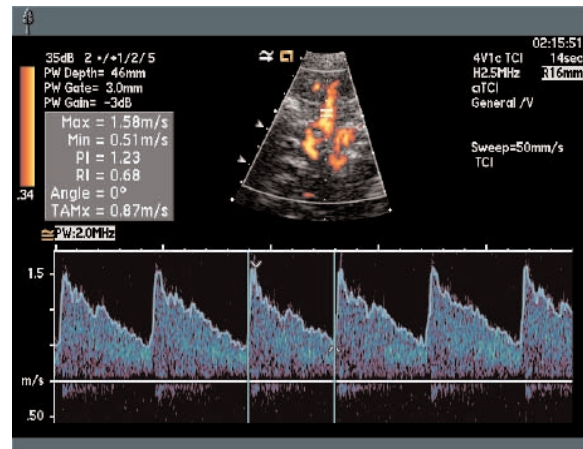 02:15:51
35dB 2 •/+1/2/5
PW Depth= 46mm
PW Gate= 3.0mm
PW Gain= -3dB
4V1c TCI 14sec
H2.5MHz R16mm
General /V
Max = 1.58m/s
Min = 0.51m/s
PI = 1.23
RI = 0.68
Angle = 0°
TAMx = 0.87m/s
Sweep=50mm/s
TCI
.34
PW:2.0MHz
1.5
m/s
.50